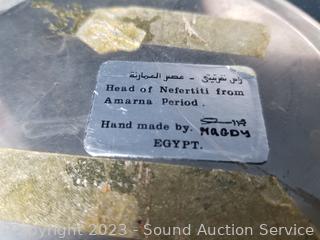 رأس نفرتيتى - عصر العمارنة
Head of Nefertiti from
Amarna Period.
Hand made by.
MAGDY
EGYPT.
Copyright 2023 - Sound Auction Service